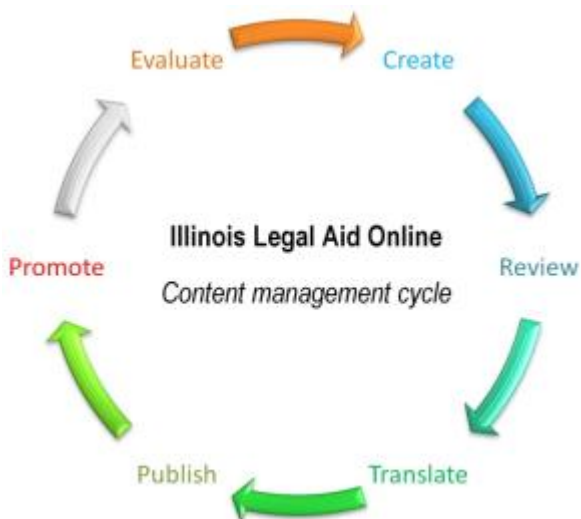 Evaluate
Create
Illinois Legal Aid Online
Promote
Review
Content management cycle
Publish
Translate